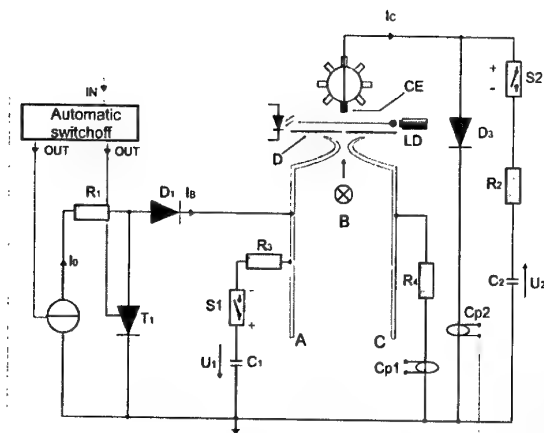 Ic
IN
Automatic
switchoff
OUT
OUT
CE
LD
D
B
S2
+
-
D3
R1
D1
IB
R2
I0
R3
R4
T1
S1
-
+
A
C
C2
U2
Cp2
U1
C1
Cp1